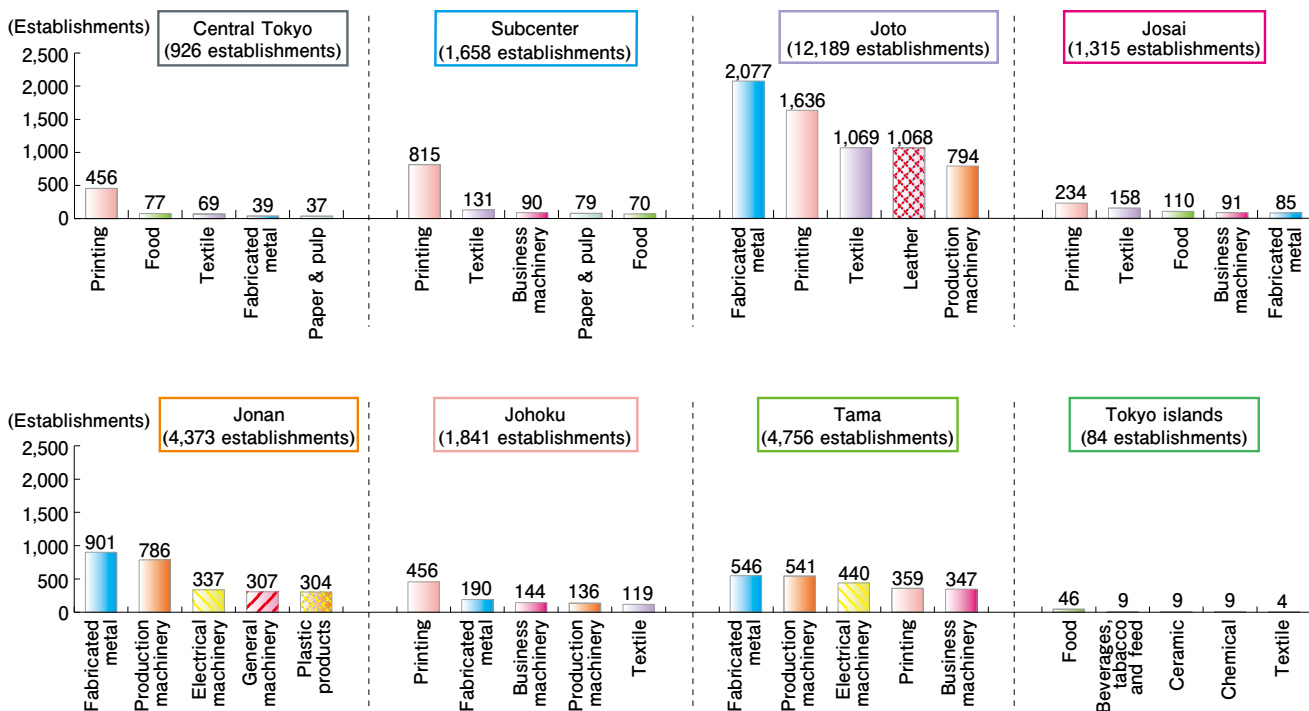 (Establishments)
Central Tokyo
(926 establishments)
2,500
2,000
1,500
1,000
500
0
456
77
69
39
37
Printing
Food
Textile
Fabricated
metal
Paper & pulp
Subcenter
(1,658 establishments)
815
131
90
79
70
Printing
Textile
Business
machinery
Paper & pulp
Food
Joto
(12,189 establishments)
2,077
1,636
1,069
1,068
794
Fabricated
metal
Printing
Textile
Leather
Production
machinery
Josai
(1,315 establishments)
234
158
110
91
85
Printing
Textile
Food
Business
machinery
Fabricated
metal
(Establishments)
Jonan
(4,373 establishments)
2,500
2,000
1,500
1,000
500
0
901
786
337
307
304
Fabricated
metal
Production
machinery
Electrical
machinery
General
machinery
Plastic
products
Johoku
(1,841 establishments)
456
190
144
136
119
Printing
Fabricated
metal
Business
machinery
Production
machinery
Textile
Tama
(4,756 establishments)
546
541
440
359
347
Fabricated
metal
Production
machinery
Electrical
machinery
Printing
Business
machinery
Tokyo islands
(84 establishments)
46
9
9
9
4
Food
Beverages,
tabacco
and feed
Ceramic
Chemical
Textile